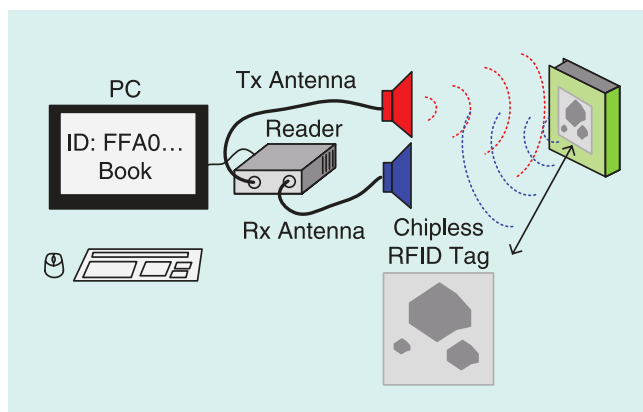 PC
Tx Antenna
Reader
ID: FFA0...
Book
Rx Antenna
Chipless
RFID Tag